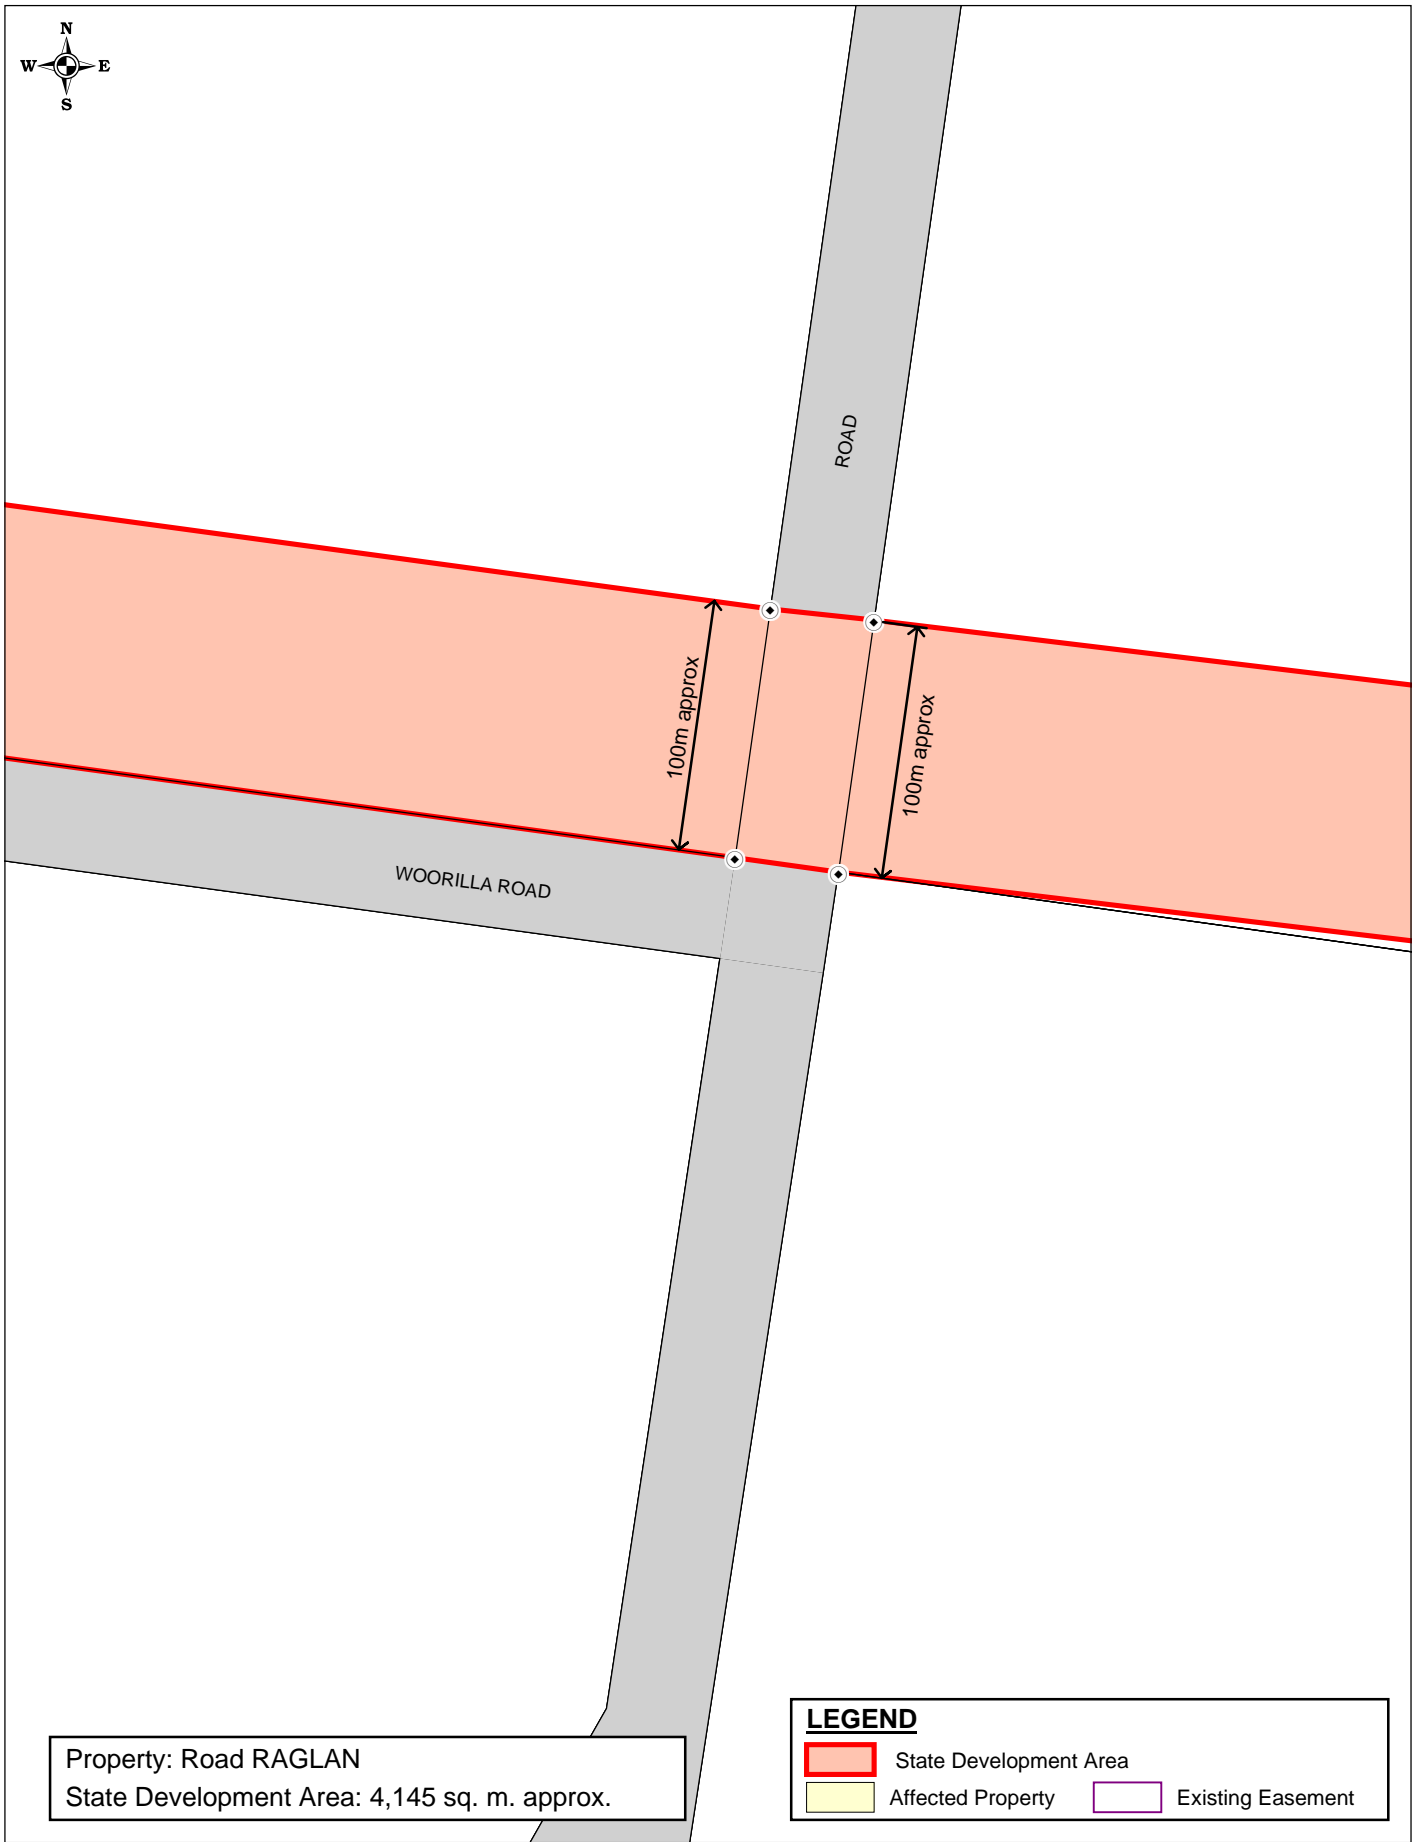 N
W E
S
ROAD
100m approx
100m approx
WOORILLA ROAD
Property: Road RAGLAN
State Development Area: 4,145 sq. m. approx.
LEGEND
State Development Area
Affected Property Existing Easement